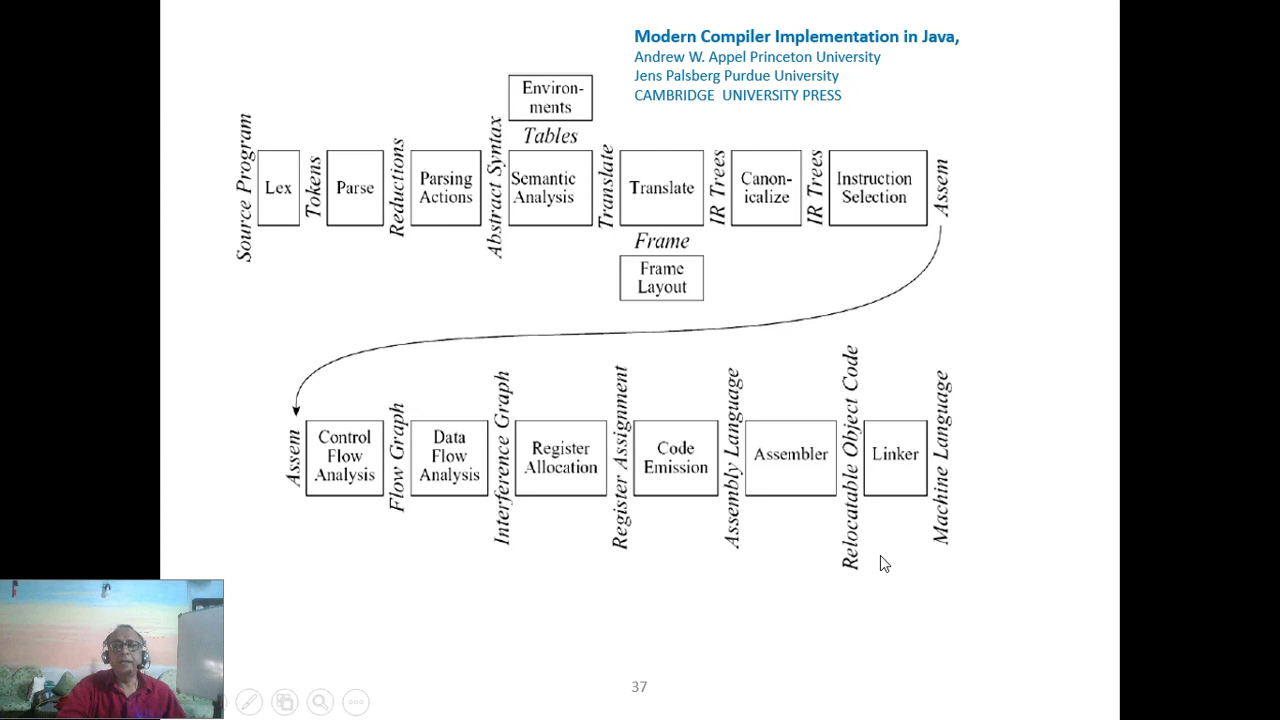 Modern Compiler Implementation in Java,
Andrew W. Appel Princeton University
Jens Palsberg Purdue University
CAMBRIDGE UNIVERSITY PRESS
Environ-
ments
Tables
Source Program
Lex
Tokens
Parse
Reductions
Parsing
Actions
Abstract Syntax
Semantic
Analysis
Translate
Translate
IR Trees
Canon-
icalize
IR Trees
Instruction
Selection
Assem
Frame
Frame
Layout
Assem
Control
Flow
Analysis
Flow Graph
Data
Flow
Analysis
Interference Graph
Register
Allocation
Register Assignment
Code
Emission
Assembly Language
Assembler
Relocatable Object Code
Linker
Machine Language
37